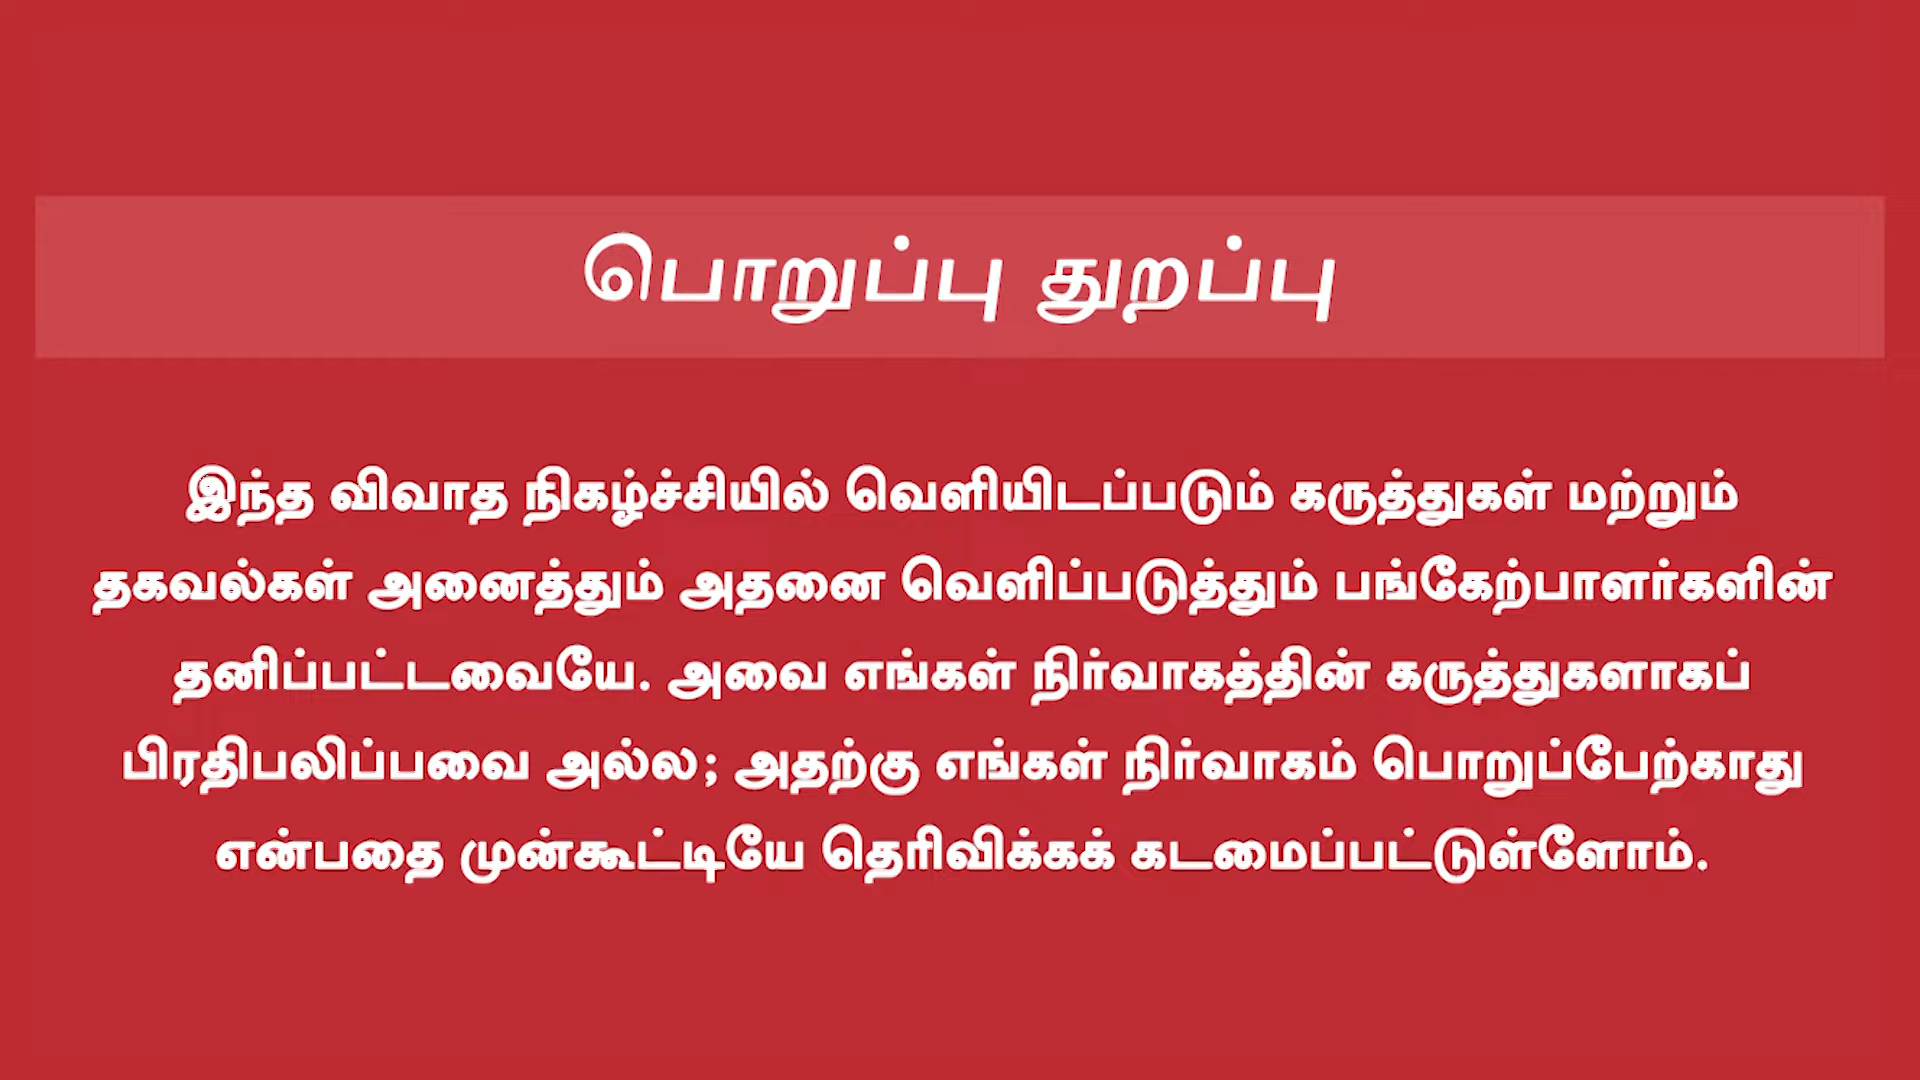 பொறுப்பு துறப்பு
இந்த விவாத நிகழ்ச்சியில் வெளியிடப்படும் கருத்துகள் மற்றும்
தகவல்கள் அனைத்தும் அதனை வெளிப்படுத்தும் பங்கேற்பாளர்களின்
தனிப்பட்டவையே. அவை எங்கள் நிர்வாகத்தின் கருத்துகளாகப்
பிரதிபலிப்பவை அல்ல; அதற்கு எங்கள் நிர்வாகம் பொறுப்பேற்காது
என்பதை முன்கூட்டியே தெரிவிக்கக் கடமைப்பட்டுள்ளோம்.